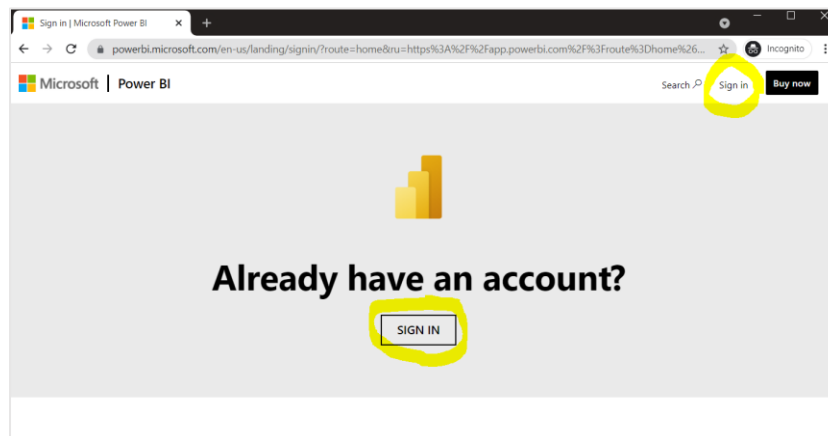 Sign in | Microsoft Power BI
powerbi.microsoft.com/en-us/landing/signin/?route=home&ru=https%3A%2F%2Fapp.powerbi.com%2F%3Froute%3Dhome%26... Incognito
Microsoft | Power BI Search Sign in Buy now
Already have an account?
SIGN IN